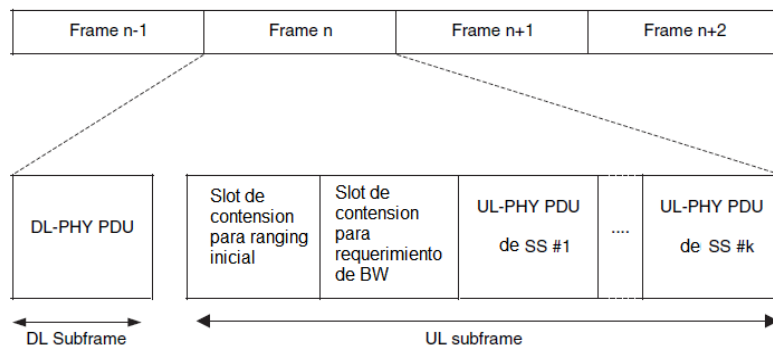 Frame n-1
Frame n
Frame n+1
Frame n+2
DL-PHY PDU
Slot de
contension
para ranging
inicial
Slot de
contension
para
requerimiento
de BW
UL-PHY PDU
de SS #1
....
UL-PHY PDU
de SS #k
DL Subframe
UL subframe